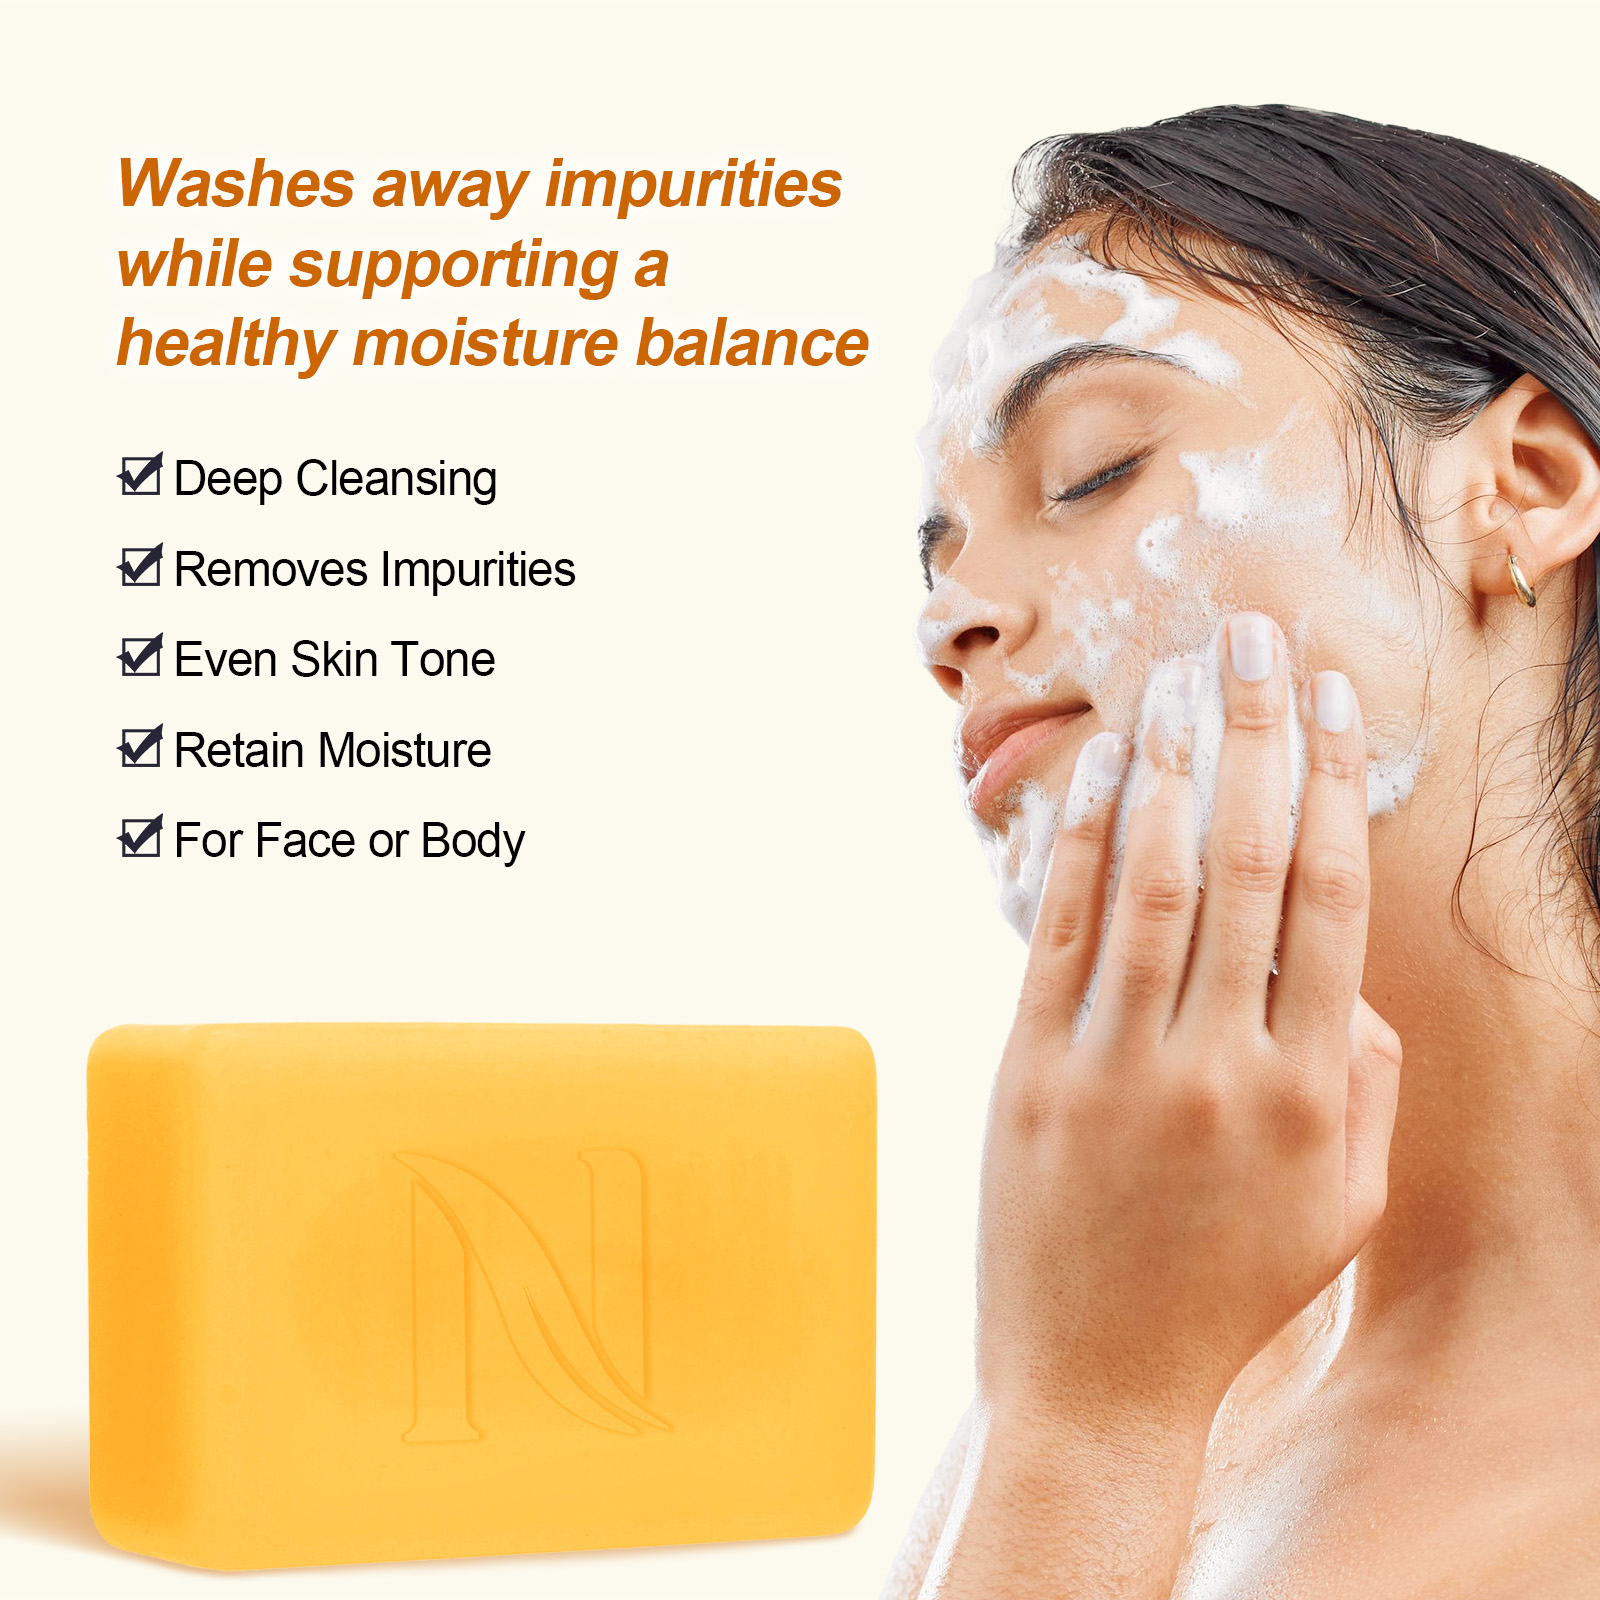 Washes away impurities
while supporting a
healthy moisture balance
Deep Cleansing
Removes Impurities
Even Skin Tone
Retain Moisture
For Face or Body
N